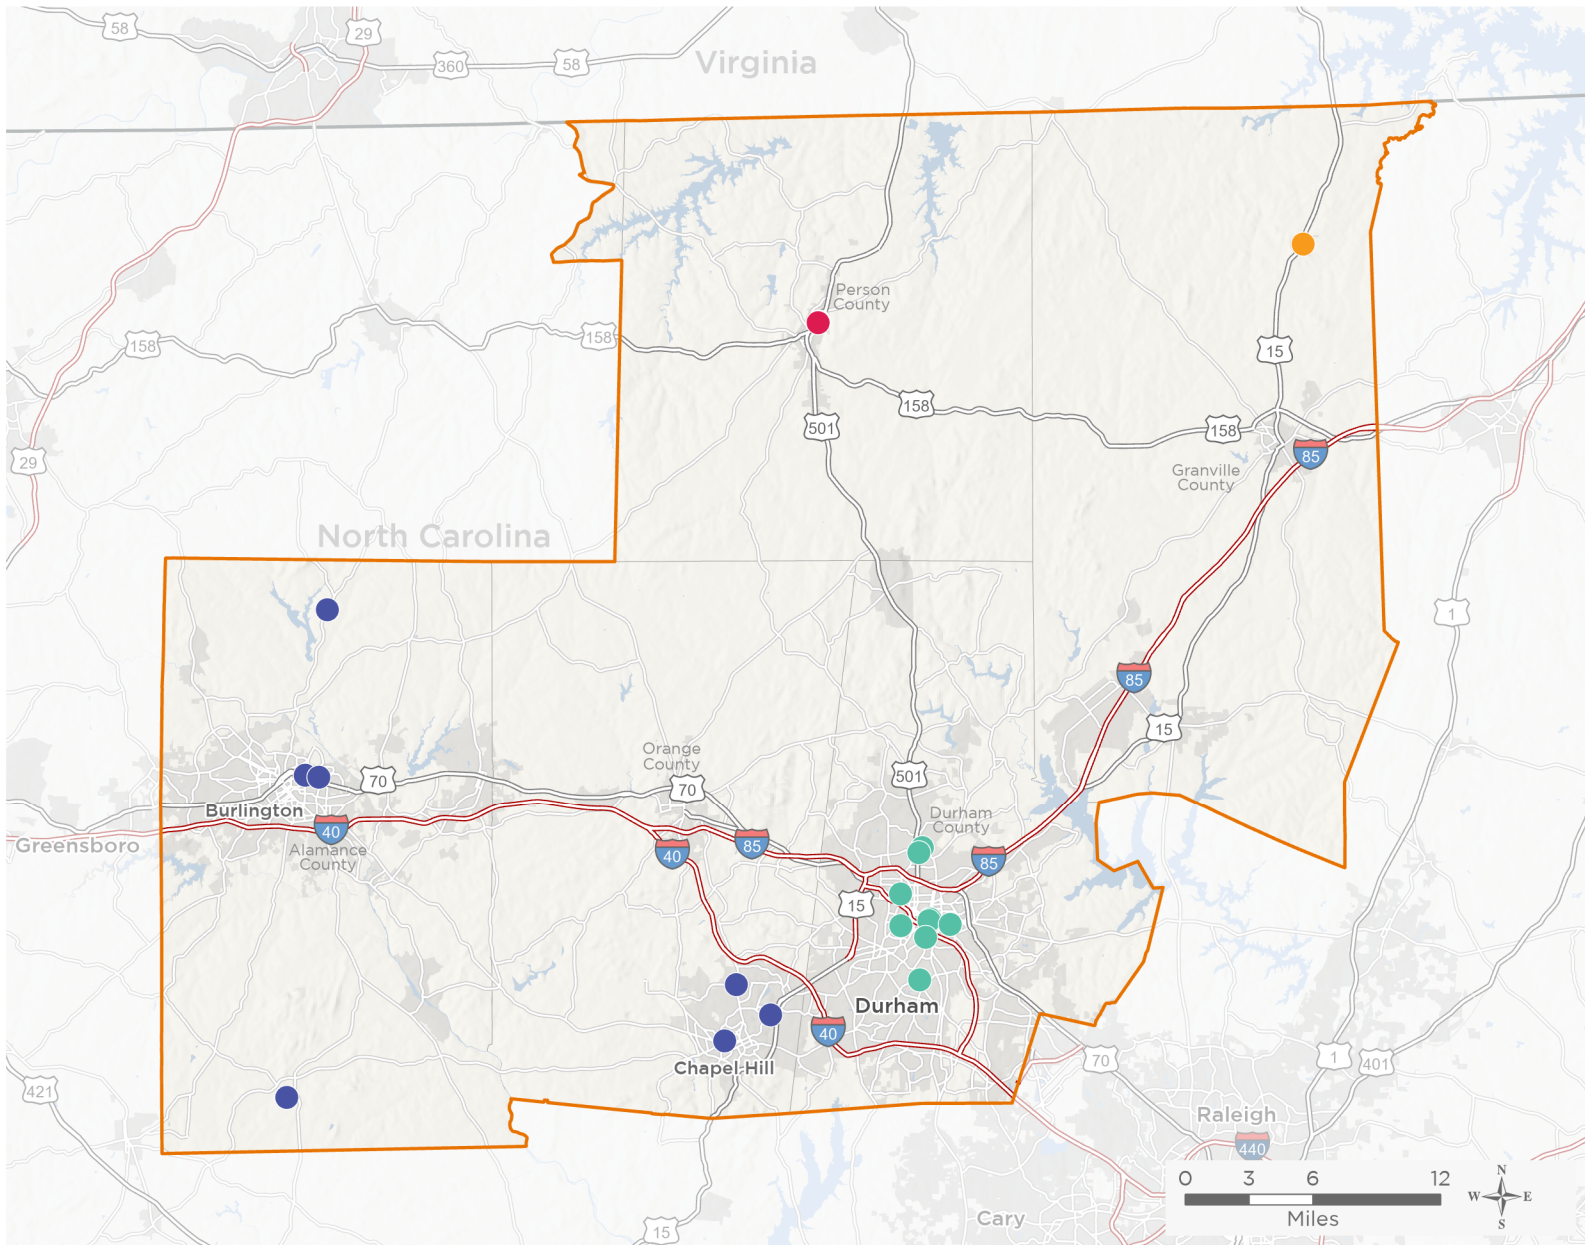 58
29
360
58
Virginia
Person
County
158
158
15
158
501
158
85
29
Granville
County
North Carolina
1
85
15
Orange
County
70
70
501
Burlington
Durham
County
40
Greensboro
Alamance
County
40
85
85
15
Durham
40
Chapel Hill
70
1
401
421
Raleigh
440
0 3 6 12
Miles
N
W E
S
15
Cary